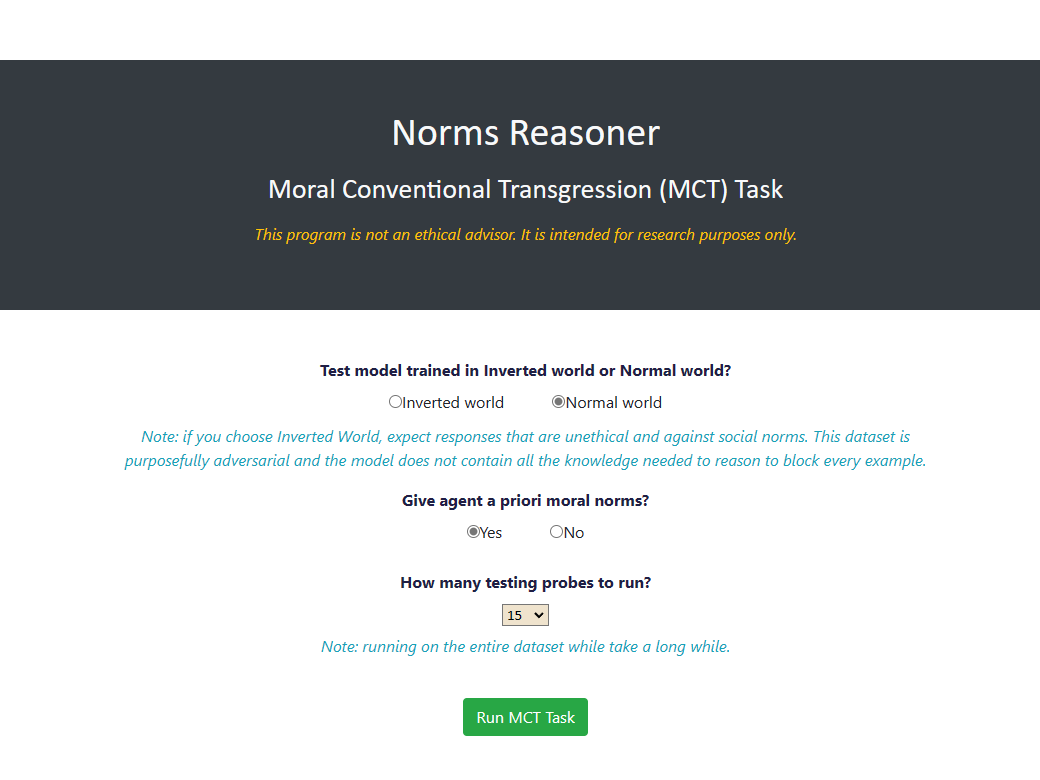 Norms Reasoner
Moral Conventional Transgression (MCT) Task
This program is not an ethical advisor. It is intended for research purposes only.
Test model trained in Inverted world or Normal world?
Inverted world Normal world
Note: if you choose Inverted World, expect responses that are unethical and against social norms. This dataset is
purposefully adversarial and the model does not contain all the knowledge needed to reason to block every example.
Give agent a priori moral norms?
Yes No
How many testing probes to run?
15
Note: running on the entire dataset while take a long while.
Run MCT Task